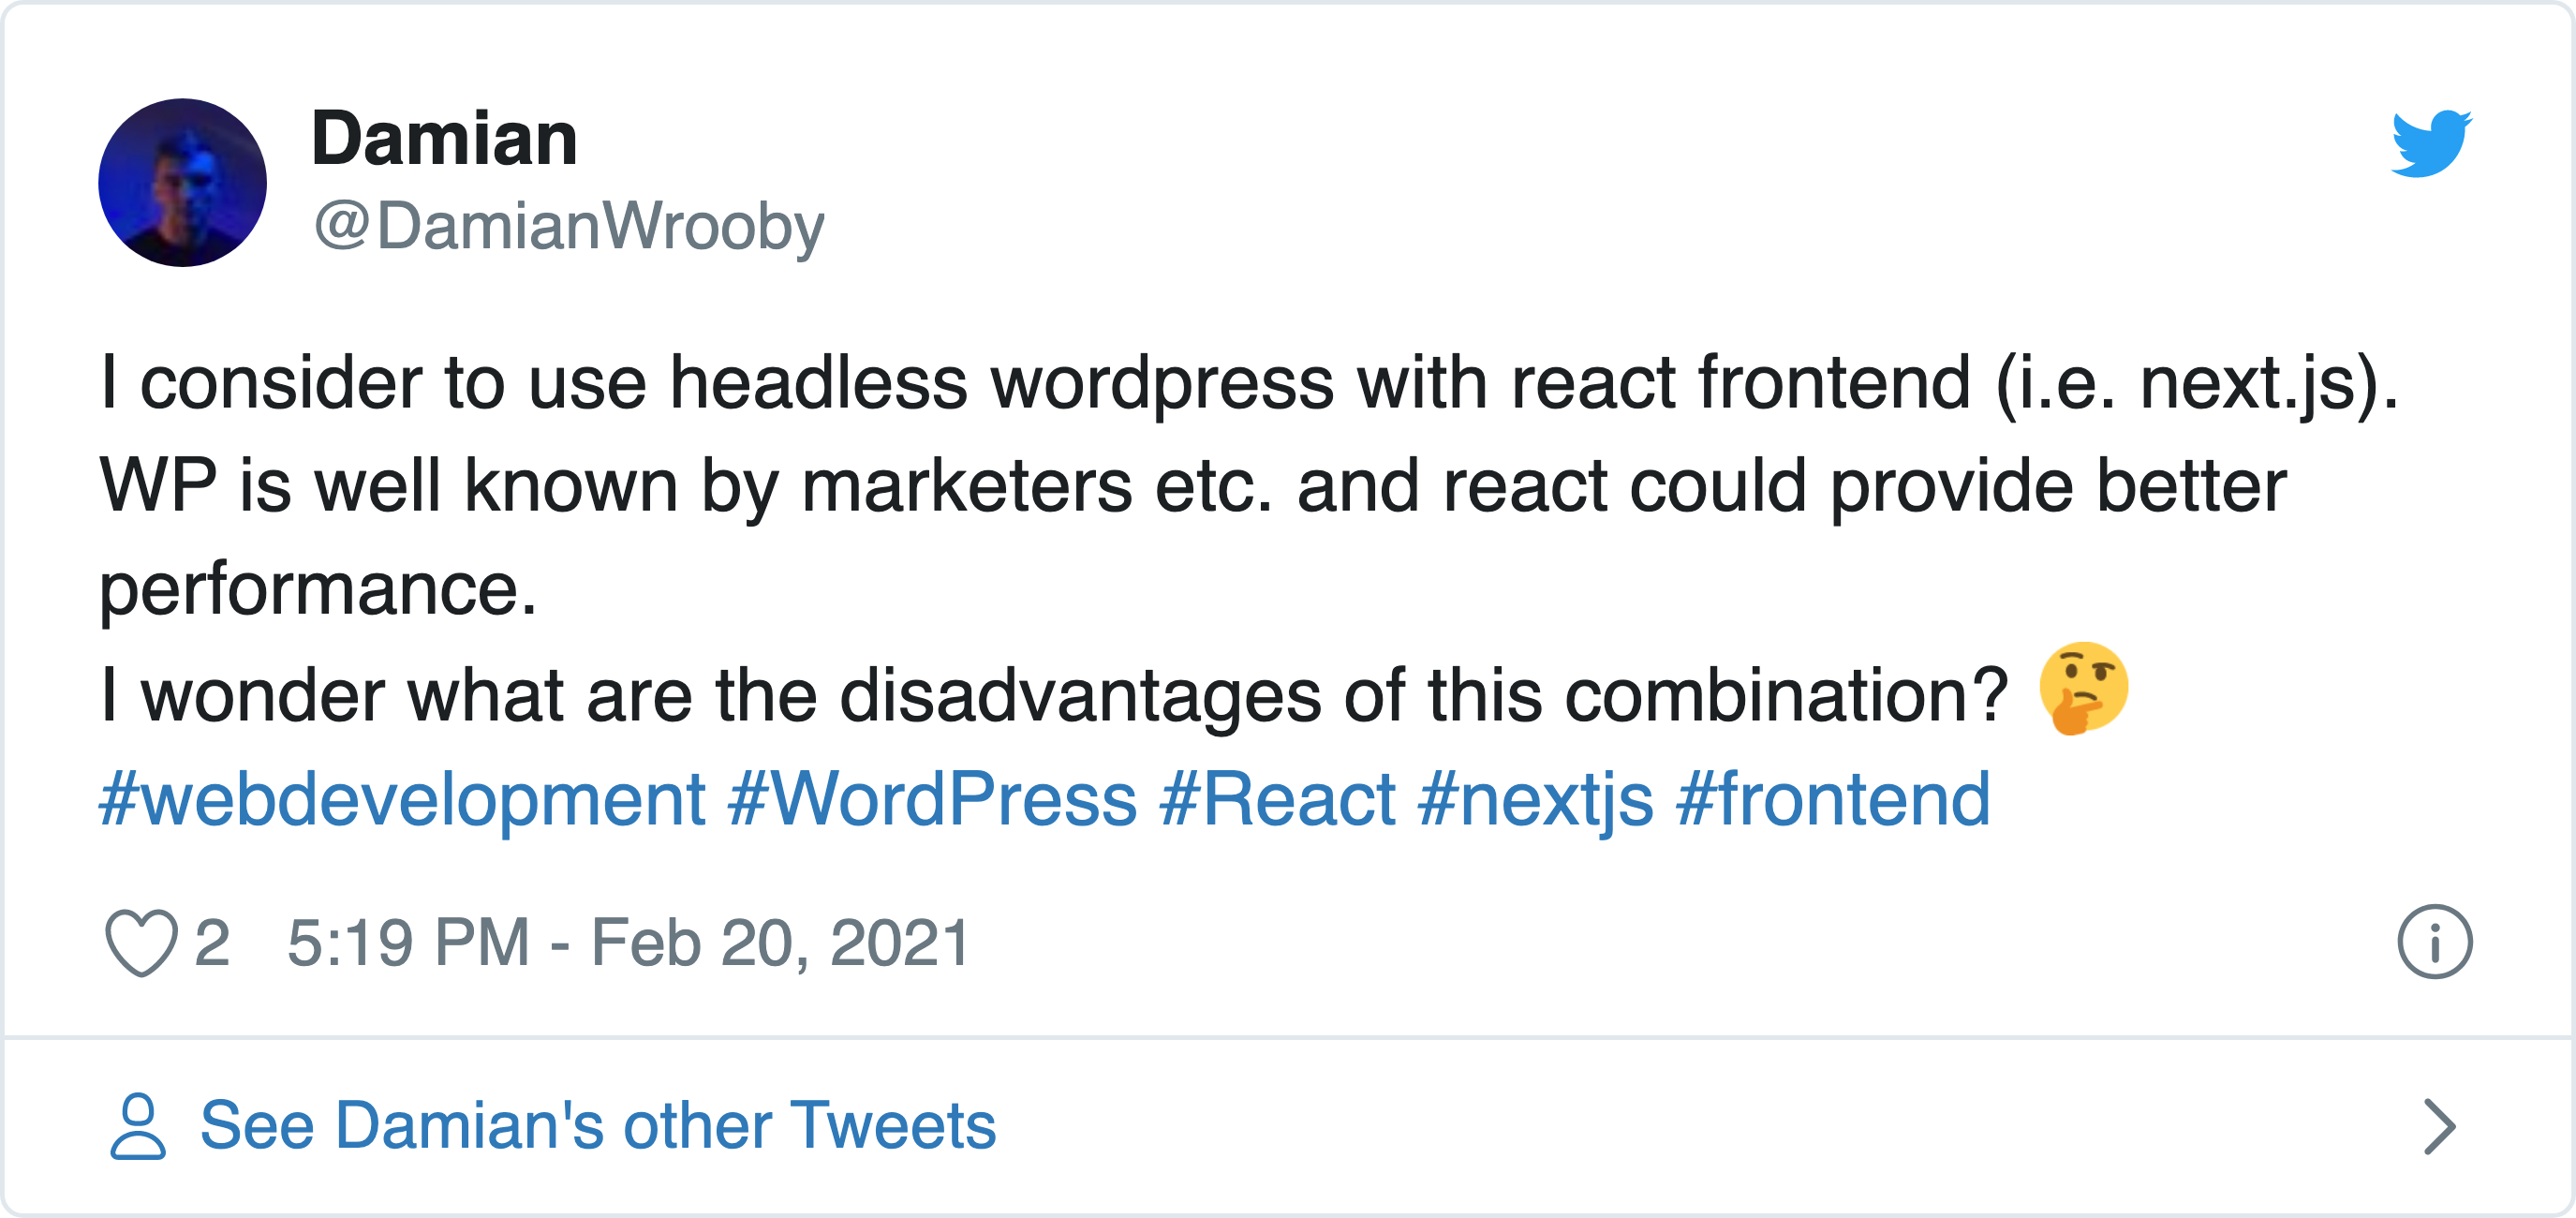 Damian
@DamianWrooby
I consider to use headless wordpress with react frontend (i.e. next.js).
WP is well known by marketers etc. and react could provide better
performance.
I wonder what are the disadvantages of this combination? 🤔
#webdevelopment #WordPress #React #nextjs #frontend
2 5:19 PM - Feb 20, 2021
See Damian's other Tweets